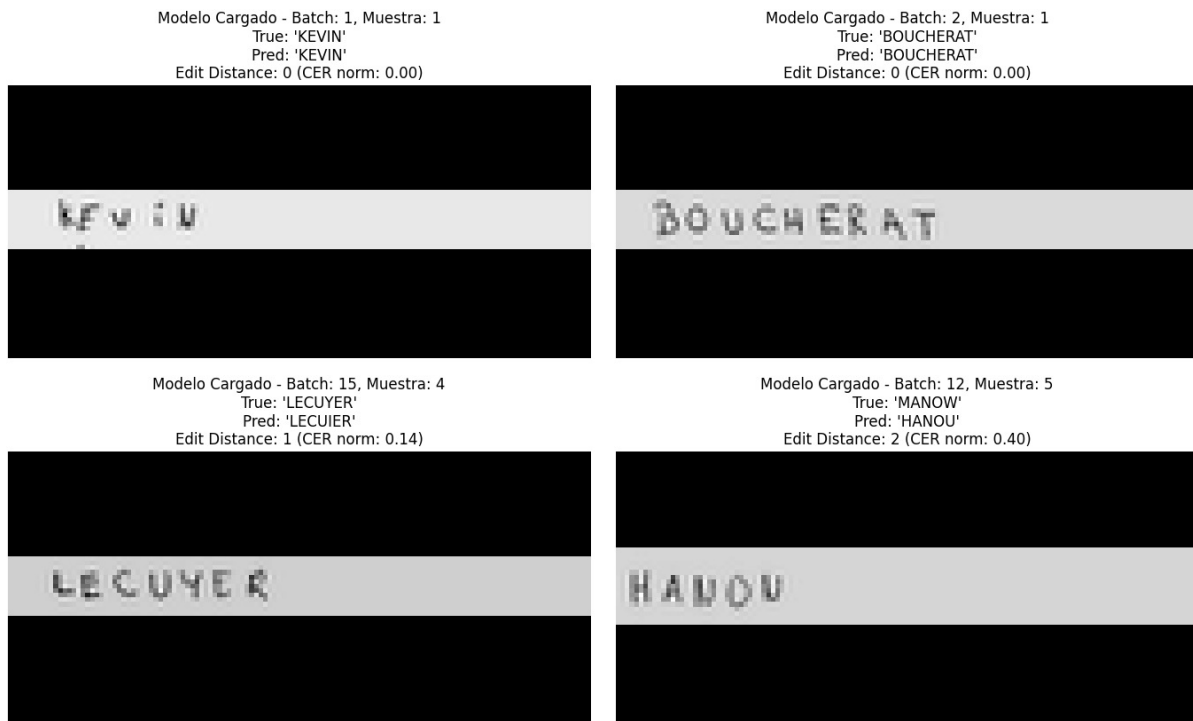 Modelo Cargado - Batch: 1, Muestra: 1
True: 'KEVIN'
Pred: 'KEVIN'
Edit Distance: 0 (CER norm: 0.00)
KEViN
Modelo Cargado - Batch: 2, Muestra: 1
True: 'BOUCHERAT'
Pred: 'BOUCHERAT'
Edit Distance: 0 (CER norm: 0.00)
BOUCHERAT
Modelo Cargado - Batch: 15, Muestra: 4
True: 'LECUYER'
Pred: 'LECUIER'
Edit Distance: 1 (CER norm: 0.14)
LECUYER
Modelo Cargado - Batch: 12, Muestra: 5
True: 'MANOW'
Pred: 'HANOU'
Edit Distance: 2 (CER norm: 0.40)